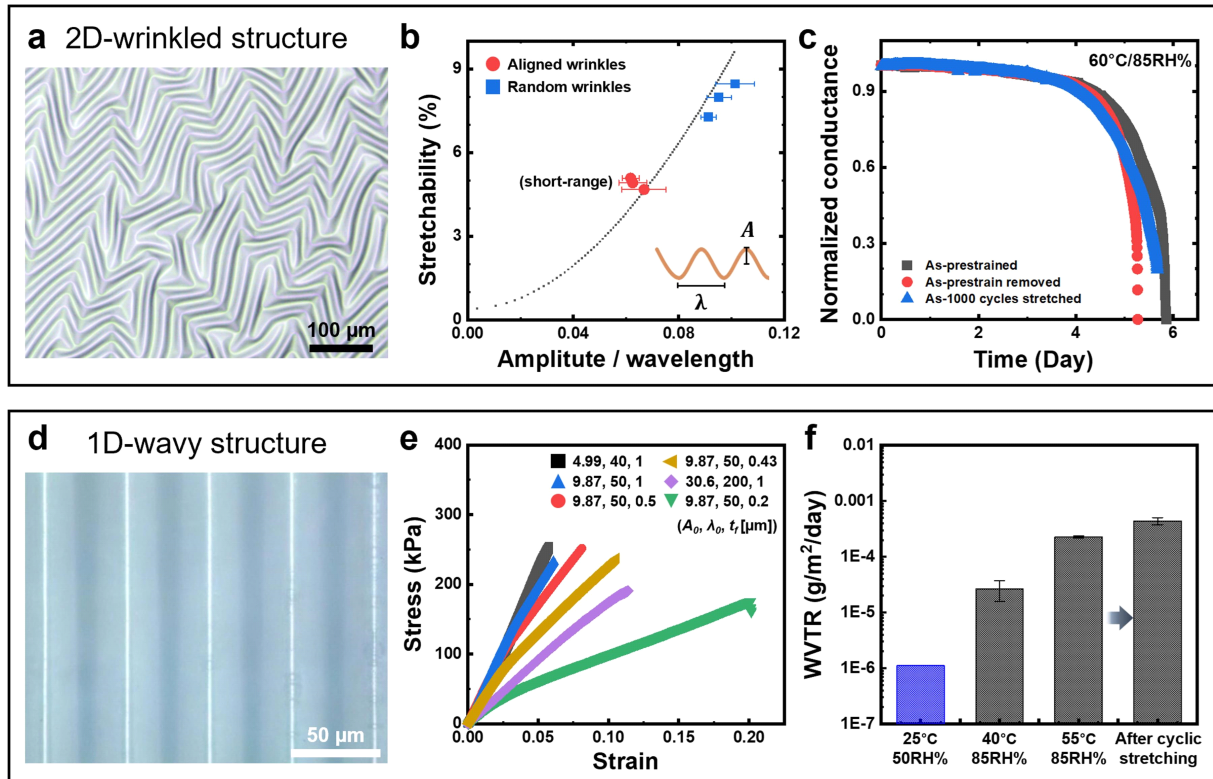 a 2D-wrinkled structure
100 µm
b
Stretchability (%)
9
6
3
0
Aligned wrinkles
Random wrinkles
(short-range)
A
λ
0.00 0.04 0.08 0.12
Amplitute / wavelength
c
Normalized conductance
0.9
0.6
0.3
0.0
60°C/85RH%
As-prestrained
As-prestrain removed
As-1000 cycles stretched
0 2 4 6
Time (Day)
d 1D-wavy structure
50 µm
e
Stress (kPa)
400
300
200
100
0
4.99, 40, 1 9.87, 50, 0.43
9.87, 50, 1 30.6, 200, 1
9.87, 50, 0.5 9.87, 50, 0.2
(A₀, λ₀, t_f [µm])
0.00 0.05 0.10 0.15 0.20
Strain
f
WVTR (g/m²/day)
0.01
0.001
1E-4
1E-5
1E-6
1E-7
25°C 40°C 55°C After cyclic
50RH% 85RH% 85RH% stretching